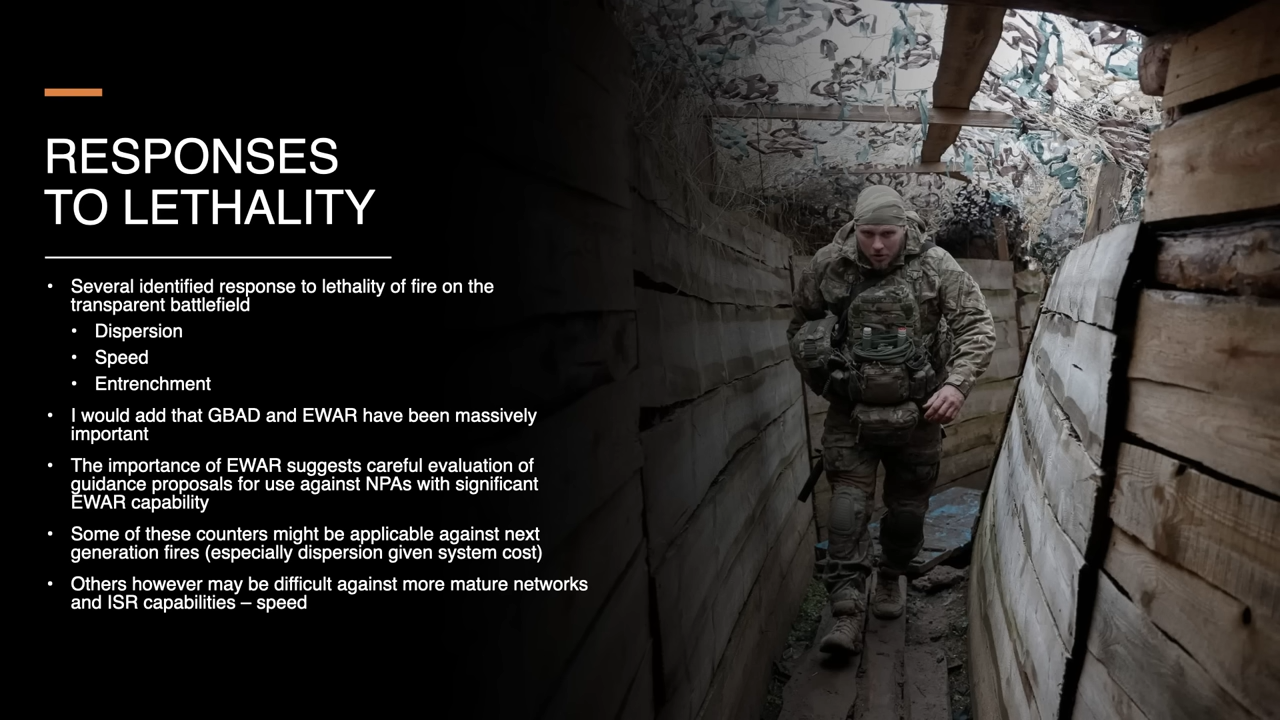 RESPONSES
TO LETHALITY
• Several identified response to lethality of fire on the
transparent battlefield
• Dispersion
• Speed
• Entrenchment
• I would add that GBAD and EWAR have been massively
important
• The importance of EWAR suggests careful evaluation of
guidance proposals for use against NPAs with significant
EWAR capability
• Some of these counters might be applicable against next
generation fires (especially dispersion given system cost)
• Others however may be difficult against more mature networks
and ISR capabilities – speed